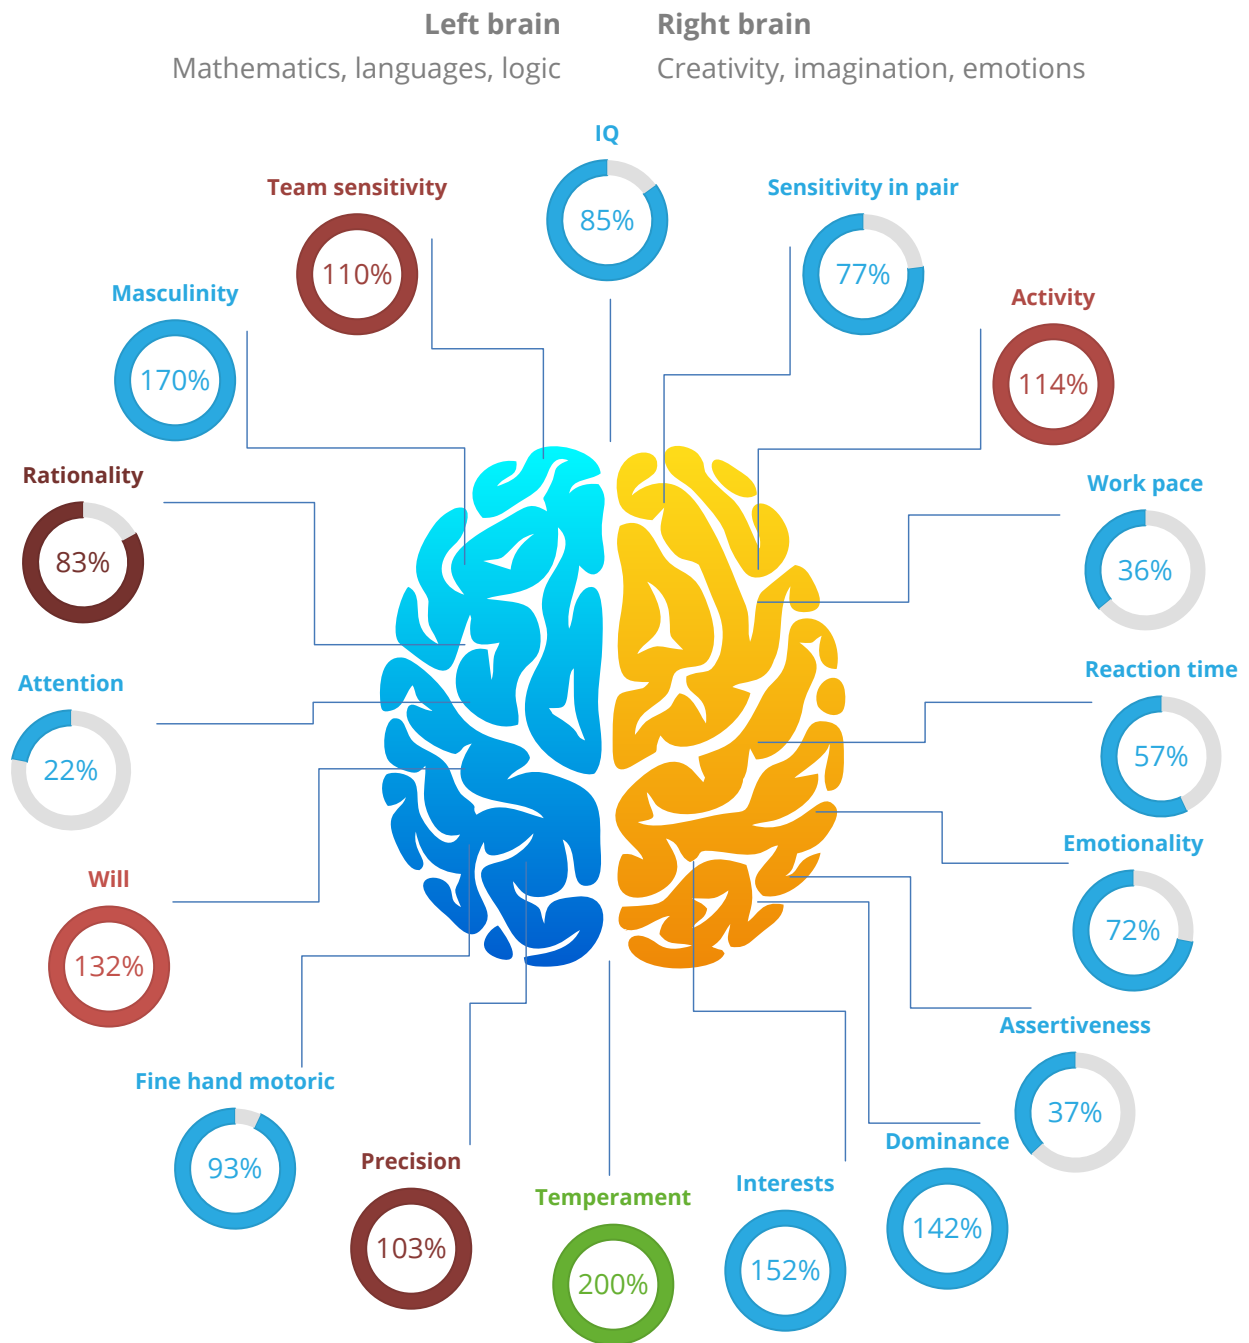 Left brain
Mathematics, languages, logic
Right brain
Creativity, imagination, emotions
IQ
85%
Team sensitivity
110%
Sensitivity in pair
77%
Masculinity
170%
Activity
114%
Rationality
83%
Work pace
36%
Attention
22%
Reaction time
57%
Will
132%
Emotionality
72%
Fine hand motoric
93%
Assertiveness
37%
Precision
103%
Temperament
200%
Interests
152%
Dominance
142%